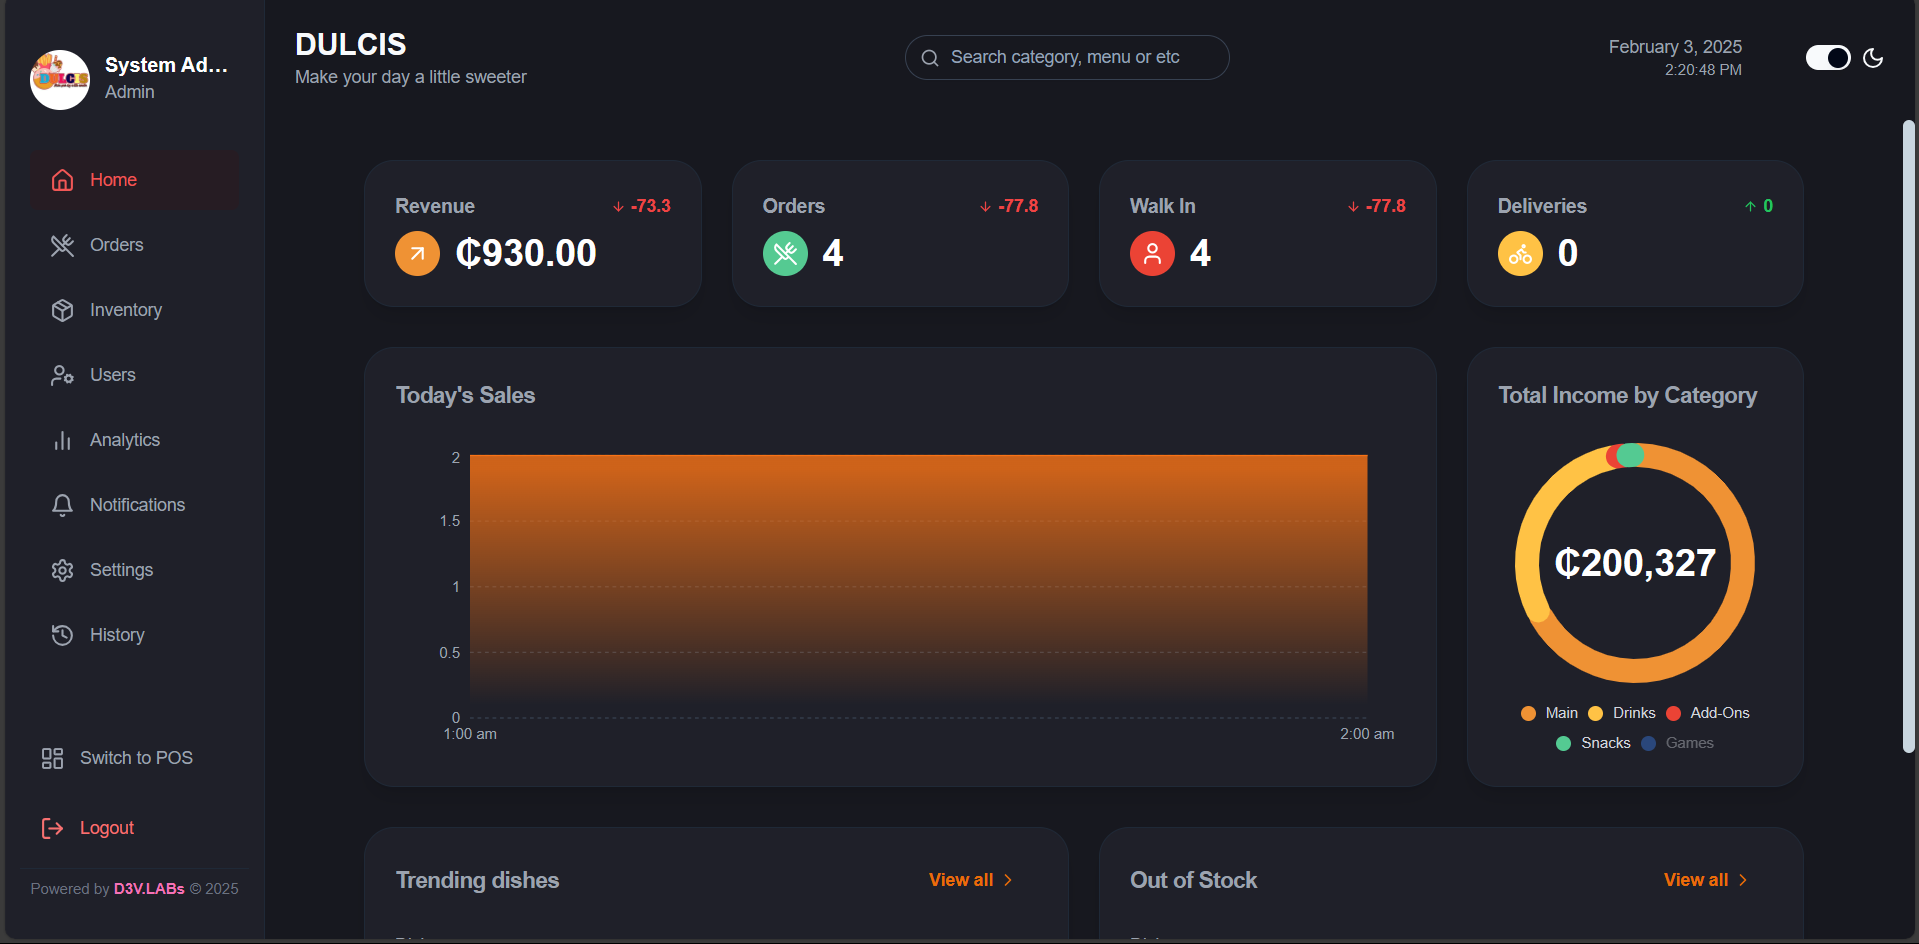 DULCIS
Make your day a little sweeter
Search category, menu or etc
February 3, 2025
2:20:48 PM
DULCIS
System Ad...
Admin
Home
Orders
Inventory
Users
Analytics
Notifications
Settings
History
Switch to POS
Logout
Powered by D3V.LABs © 2025
Revenue
-73.3
₵930.00
Orders
-77.8
4
Walk In
-77.8
4
Deliveries
0
0
Today's Sales
2
1.5
1
0.5
0
1:00 am
2:00 am
Total Income by Category
₵200,327
Main
Drinks
Add-Ons
Snacks
Games
Trending dishes
View all
Out of Stock
View all